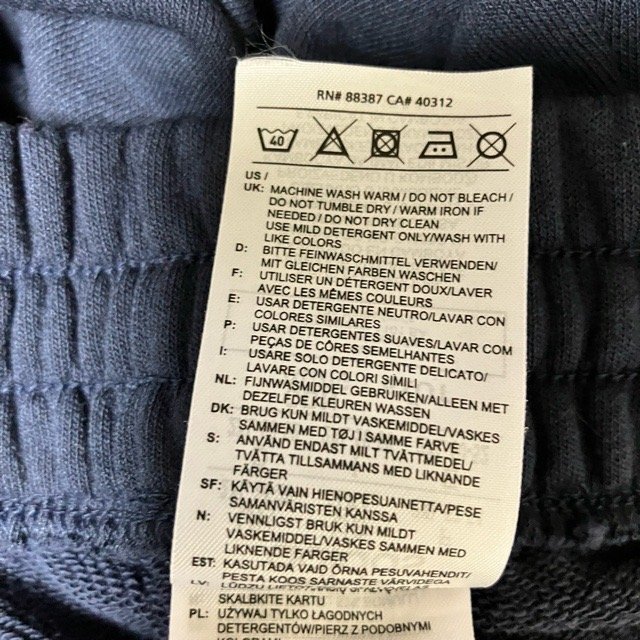 RN# 88387 CA# 40312
40
US /
UK: MACHINE WASH WARM / DO NOT BLEACH /
DO NOT TUMBLE DRY / WARM IRON IF
NEEDED / DO NOT DRY CLEAN
USE MILD DETERGENT ONLY/WASH WITH
LIKE COLORS
D: BITTE FEINWASCHMITTEL VERWENDEN/
MIT GLEICHEN FARBEN WASCHEN
F: UTILISER UN DÉTERGENT DOUX/LAVER
AVEC LES MÊMES COULEURS
E: USAR DETERGENTE NEUTRO/LAVAR CON
COLORES SIMILARES
P: USAR DETERGENTES SUAVES/LAVAR COM
PEÇAS DE CÔRES SEMELHANTES
I: USARE SOLO DETERGENTE DELICATO/
LAVARE CON COLORI SIMILI
NL: FIJNWASMIDDEL GEBRUIKEN/ALLEEN MET
DEZELFDE KLEUREN WASSEN
DK: BRUG KUN MILDT VASKEMIDDEL/VASKES
SAMMEN MED TØJ I SAMME FARVE
S: ANVÄND ENDAST MILT TVÄTTMEDEL/
TVÄTTA TILLSAMMANS MED LIKNANDE
FÄRGER
SF: KÄYTÄ VAIN HIENOPESUAINETTA/PESE
SAMANVÄRISTEN KANSSA
N: VENNLIGST BRUK KUN MILDT
VASKEMIDDEL/VASKES SAMMEN MED
LIKNENDE FARGER
EST: KASUTADA VAID ÕRNA PESUVAHENDIT/
PESTA KOOS SARNASTE VÄRVIDEGA
SKALBKITE KARTU
PL: UŻYWAJ TYLKO ŁAGODNYCH
DETERGENTÓW/PIERZ Z PODOBNYMI